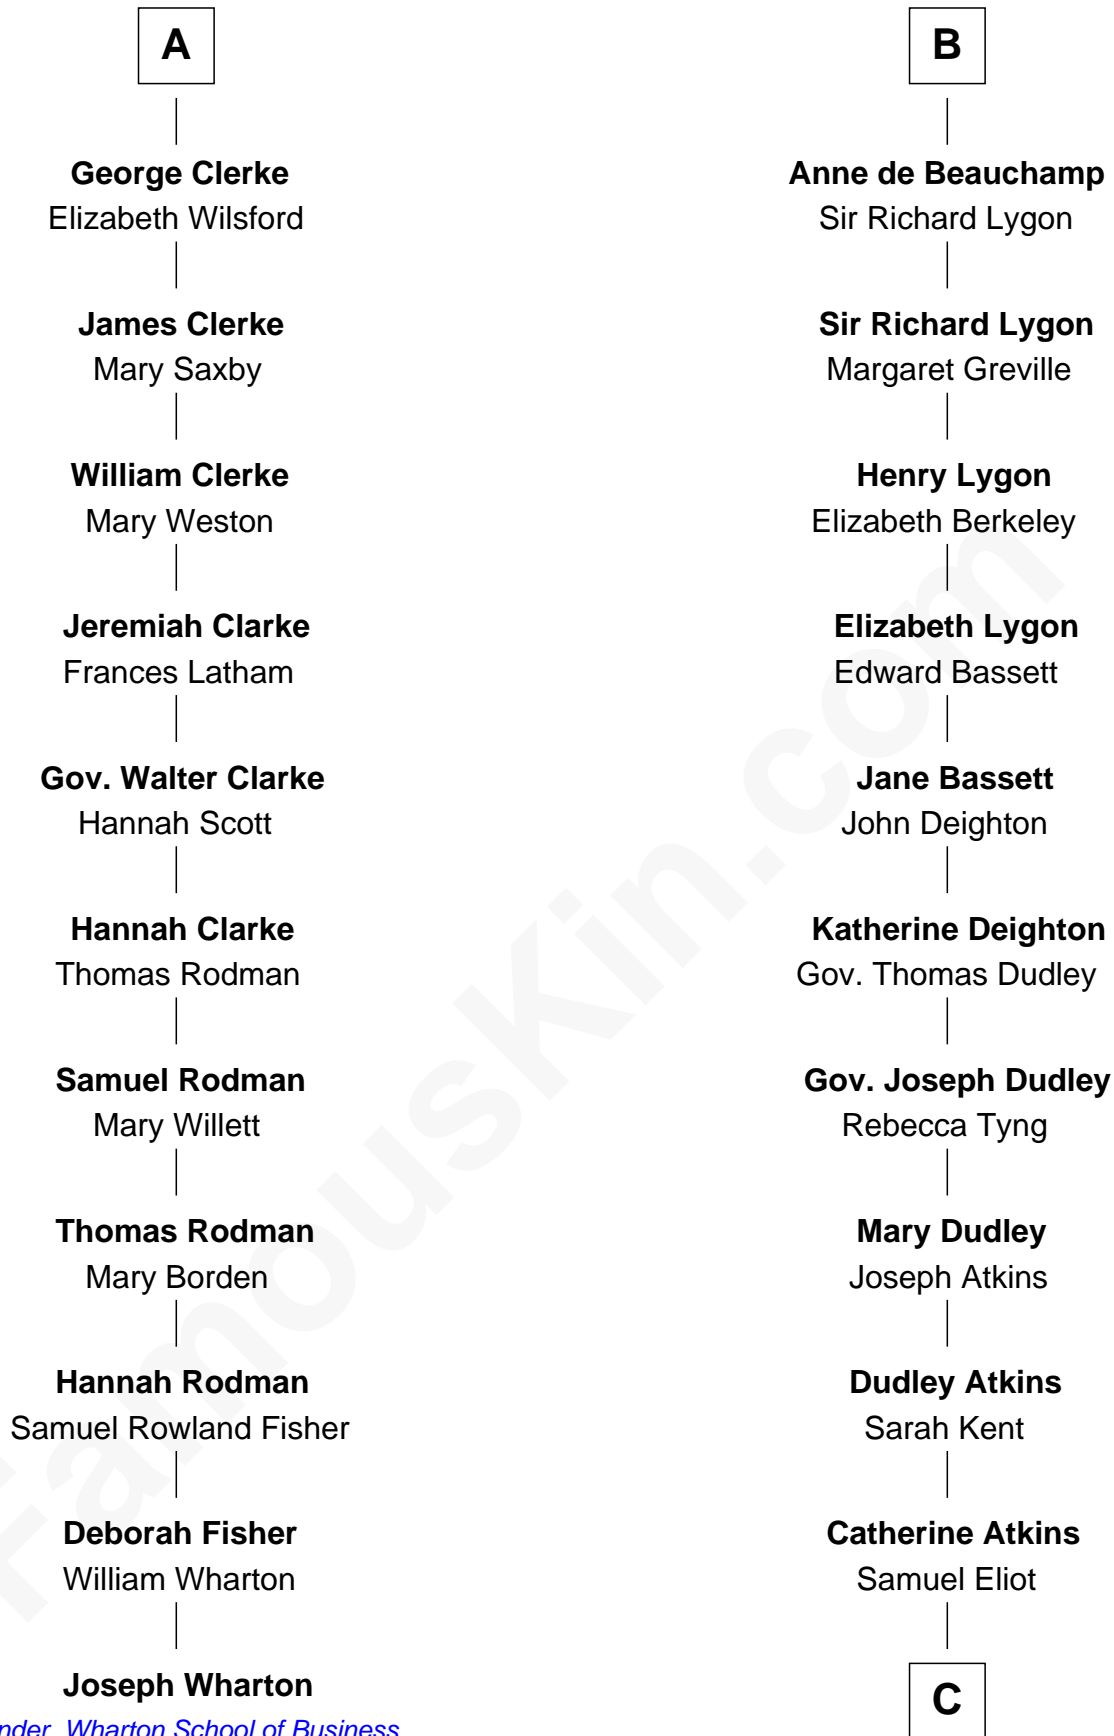 A
George Clerke
Elizabeth Wilsford
James Clerke
Mary Saxby
William Clerke
Mary Weston
Jeremiah Clarke
Frances Latham
Gov. Walter Clarke
Hannah Scott
Hannah Clarke
Thomas Rodman
Samuel Rodman
Mary Willett
Thomas Rodman
Mary Borden
Hannah Rodman
Samuel Rowland Fisher
Deborah Fisher
William Wharton
Joseph Wharton
Wharton School of Business
B
Anne de Beauchamp
Sir Richard Lygon
Sir Richard Lygon
Margaret Greville
Henry Lygon
Elizabeth Berkeley
Elizabeth Lygon
Edward Bassett
Jane Bassett
John Deighton
Katherine Deighton
Gov. Thomas Dudley
Gov. Joseph Dudley
Rebecca Tyng
Mary Dudley
Joseph Atkins
Dudley Atkins
Sarah Kent
Catherine Atkins
Samuel Eliot
C
FamousKin.com